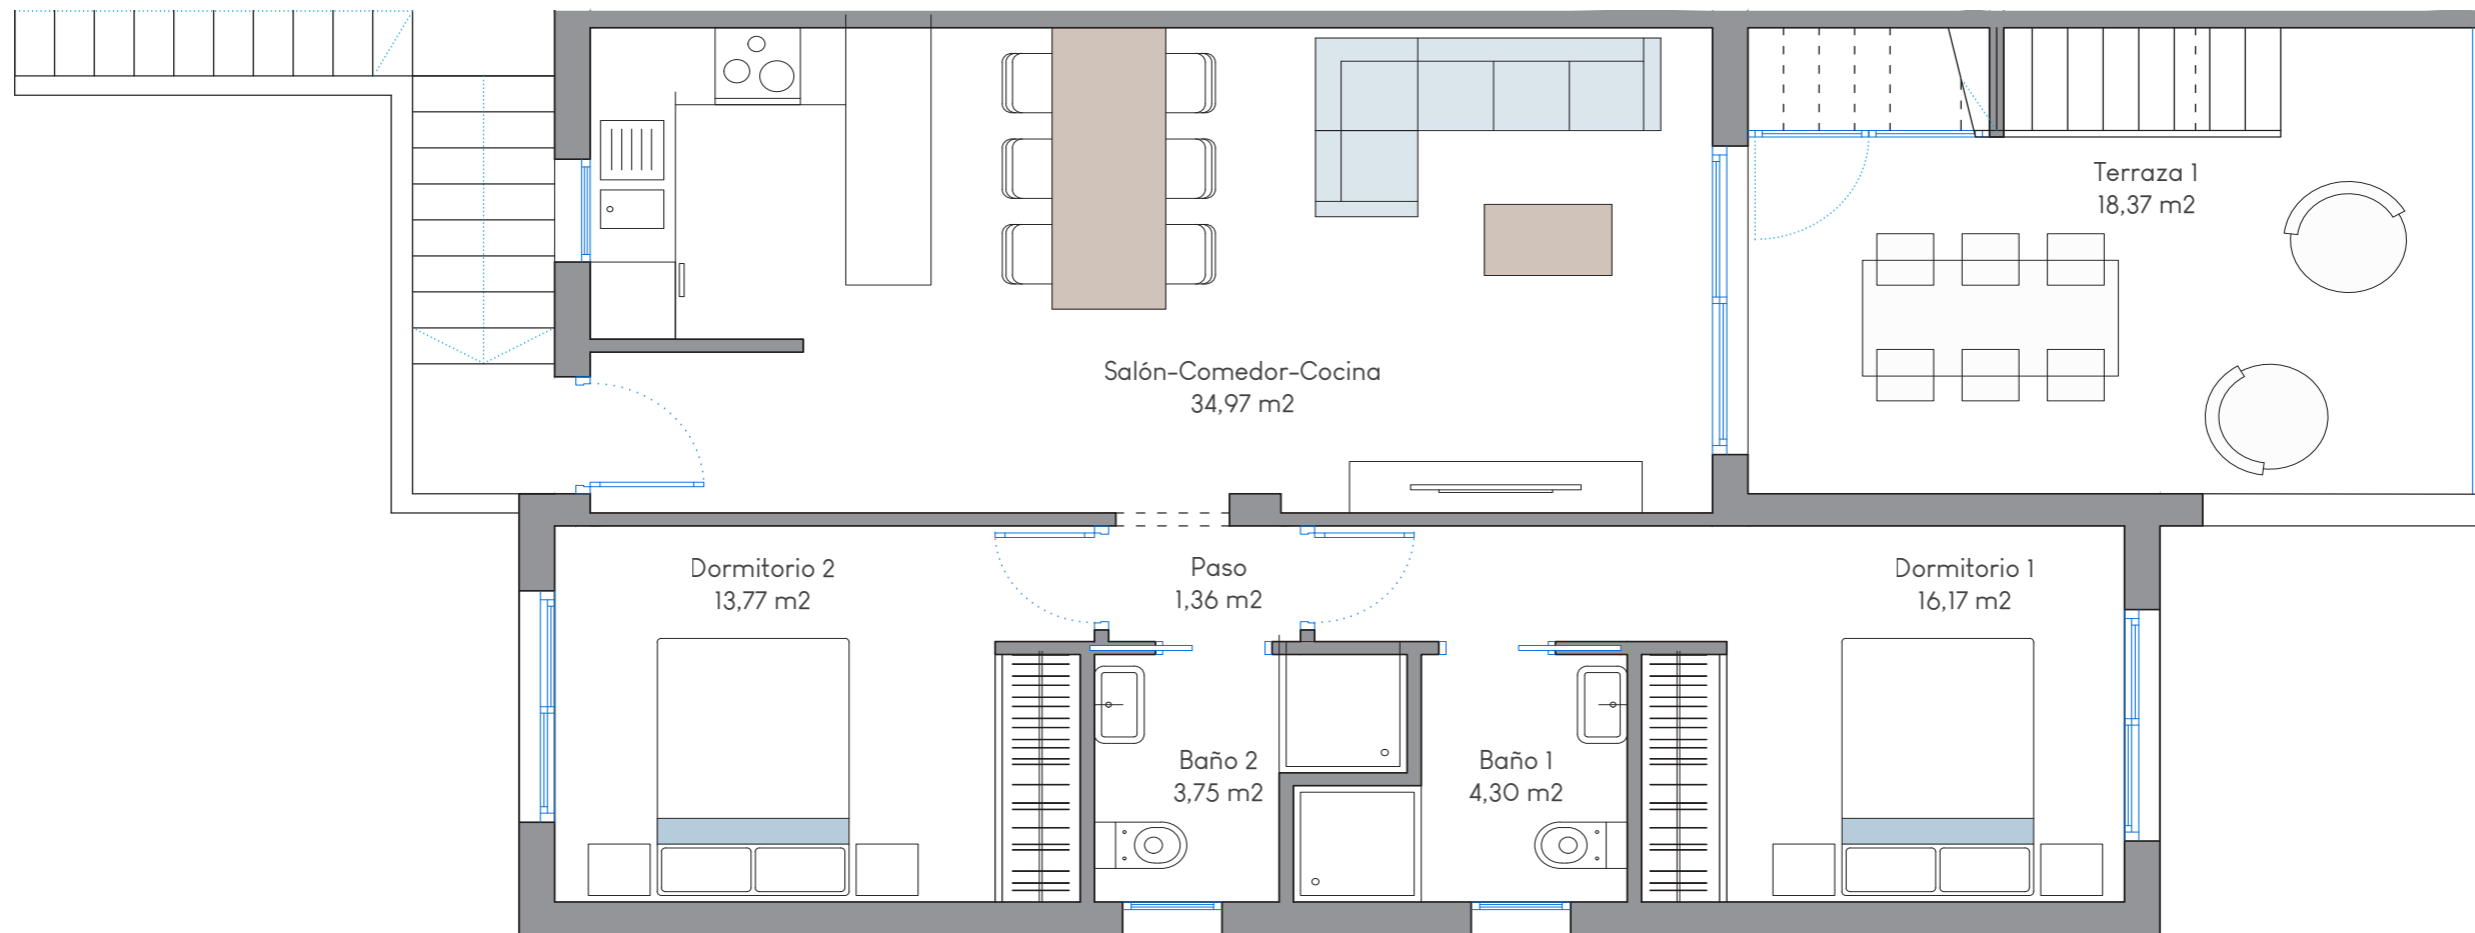 Terraza 1
18,37 m2
Salón-Comedor-Cocina
34,97 m2
Dormitorio 2
13,77 m2
Paso
1,36 m2
Dormitorio 1
16,17 m2
Baño 2
3,75 m2
Baño 1
4,30 m2